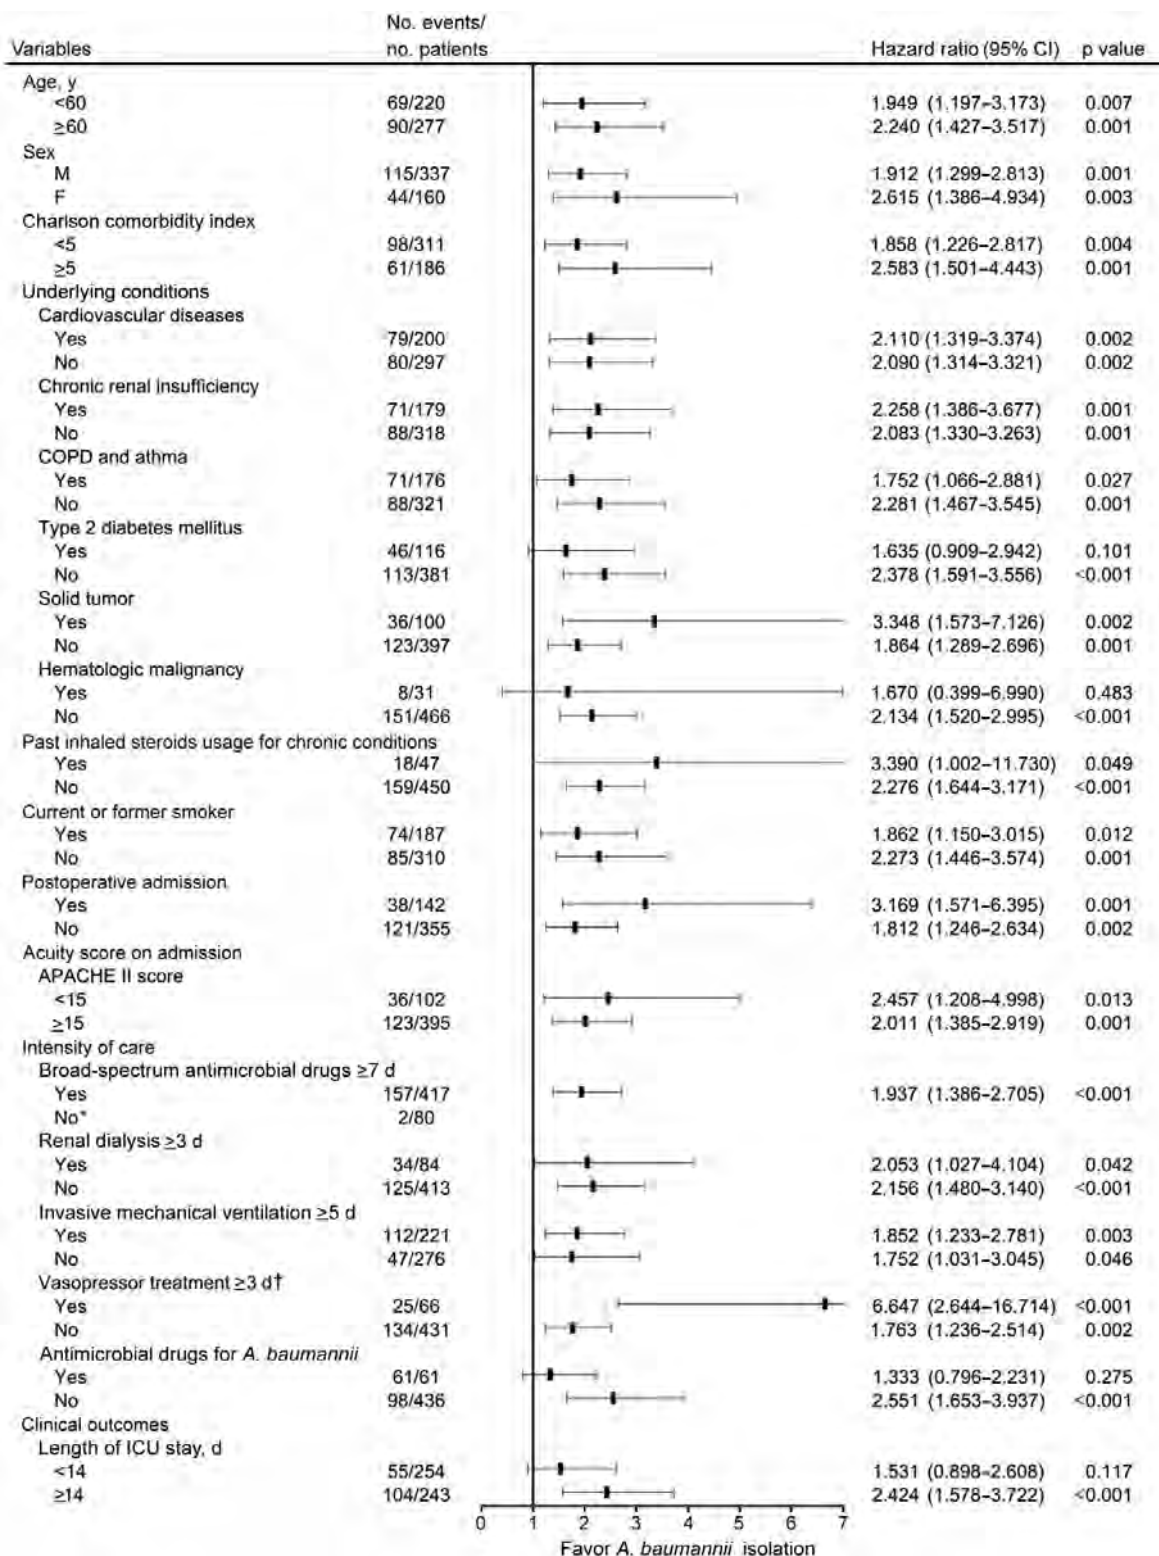 No. events/
Variables no. patients Hazard ratio (95% CI) p value
Age, y
<60 69/220 1.949 (1.197–3.173) 0.007
≥60 90/277 2.240 (1.427–3.517) 0.001
Sex
M 115/337 1.912 (1.299–2.813) 0.001
F 44/160 2.615 (1.386–4.934) 0.003
Charlson comorbidity index
<5 98/311 1.858 (1.226–2.817) 0.004
≥5 61/186 2.583 (1.501–4.443) 0.001
Underlying conditions
Cardiovascular diseases
Yes 79/200 2.110 (1.319–3.374) 0.002
No 80/297 2.090 (1.314–3.321) 0.002
Chronic renal insufficiency
Yes 71/179 2.258 (1.386–3.677) 0.001
No 88/318 2.083 (1.330–3.263) 0.001
COPD and athma
Yes 71/176 1.752 (1.066–2.881) 0.027
No 88/321 2.281 (1.467–3.545) 0.001
Type 2 diabetes mellitus
Yes 46/116 1.635 (0.909–2.942) 0.101
No 113/381 2.378 (1.591–3.556) <0.001
Solid tumor
Yes 36/100 3.348 (1.573–7.126) 0.002
No 123/397 1.864 (1.289–2.696) 0.001
Hematologic malignancy
Yes 8/31 1.670 (0.399–6.990) 0.483
No 151/466 2.134 (1.520–2.995) <0.001
Past inhaled steroids usage for chronic conditions
Yes 18/47 3.390 (1.002–11.730) 0.049
No 159/450 2.276 (1.644–3.171) <0.001
Current or former smoker
Yes 74/187 1.862 (1.150–3.015) 0.012
No 85/310 2.273 (1.446–3.574) 0.001
Postoperative admission
Yes 38/142 3.169 (1.571–6.395) 0.001
No 121/355 1.812 (1.246–2.634) 0.002
Acuity score on admission
APACHE II score
<15 36/102 2.457 (1.208–4.998) 0.013
≥15 123/395 2.011 (1.385–2.919) 0.001
Intensity of care
Broad-spectrum antimicrobial drugs ≥7 d
Yes 157/417 1.937 (1.386–2.705) <0.001
No* 2/80
Renal dialysis ≥3 d
Yes 34/84 2.053 (1.027–4.104) 0.042
No 125/413 2.156 (1.480–3.140) <0.001
Invasive mechanical ventilation ≥5 d
Yes 112/221 1.852 (1.233–2.781) 0.003
No 47/276 1.752 (1.031–3.045) 0.046
Vasopressor treatment ≥3 d†
Yes 25/66 6.647 (2.644–16.714) <0.001
No 134/431 1.763 (1.236–2.514) 0.002
Antimicrobial drugs for A. baumannii
Yes 61/61 1.333 (0.796–2.231) 0.275
No 98/436 2.551 (1.653–3.937) <0.001
Clinical outcomes
Length of ICU stay, d
<14 55/254 1.531 (0.898–2.608) 0.117
≥14 104/243 2.424 (1.578–3.722) <0.001
0 1 2 3 4 5 6 7
Favor A. baumannii isolation